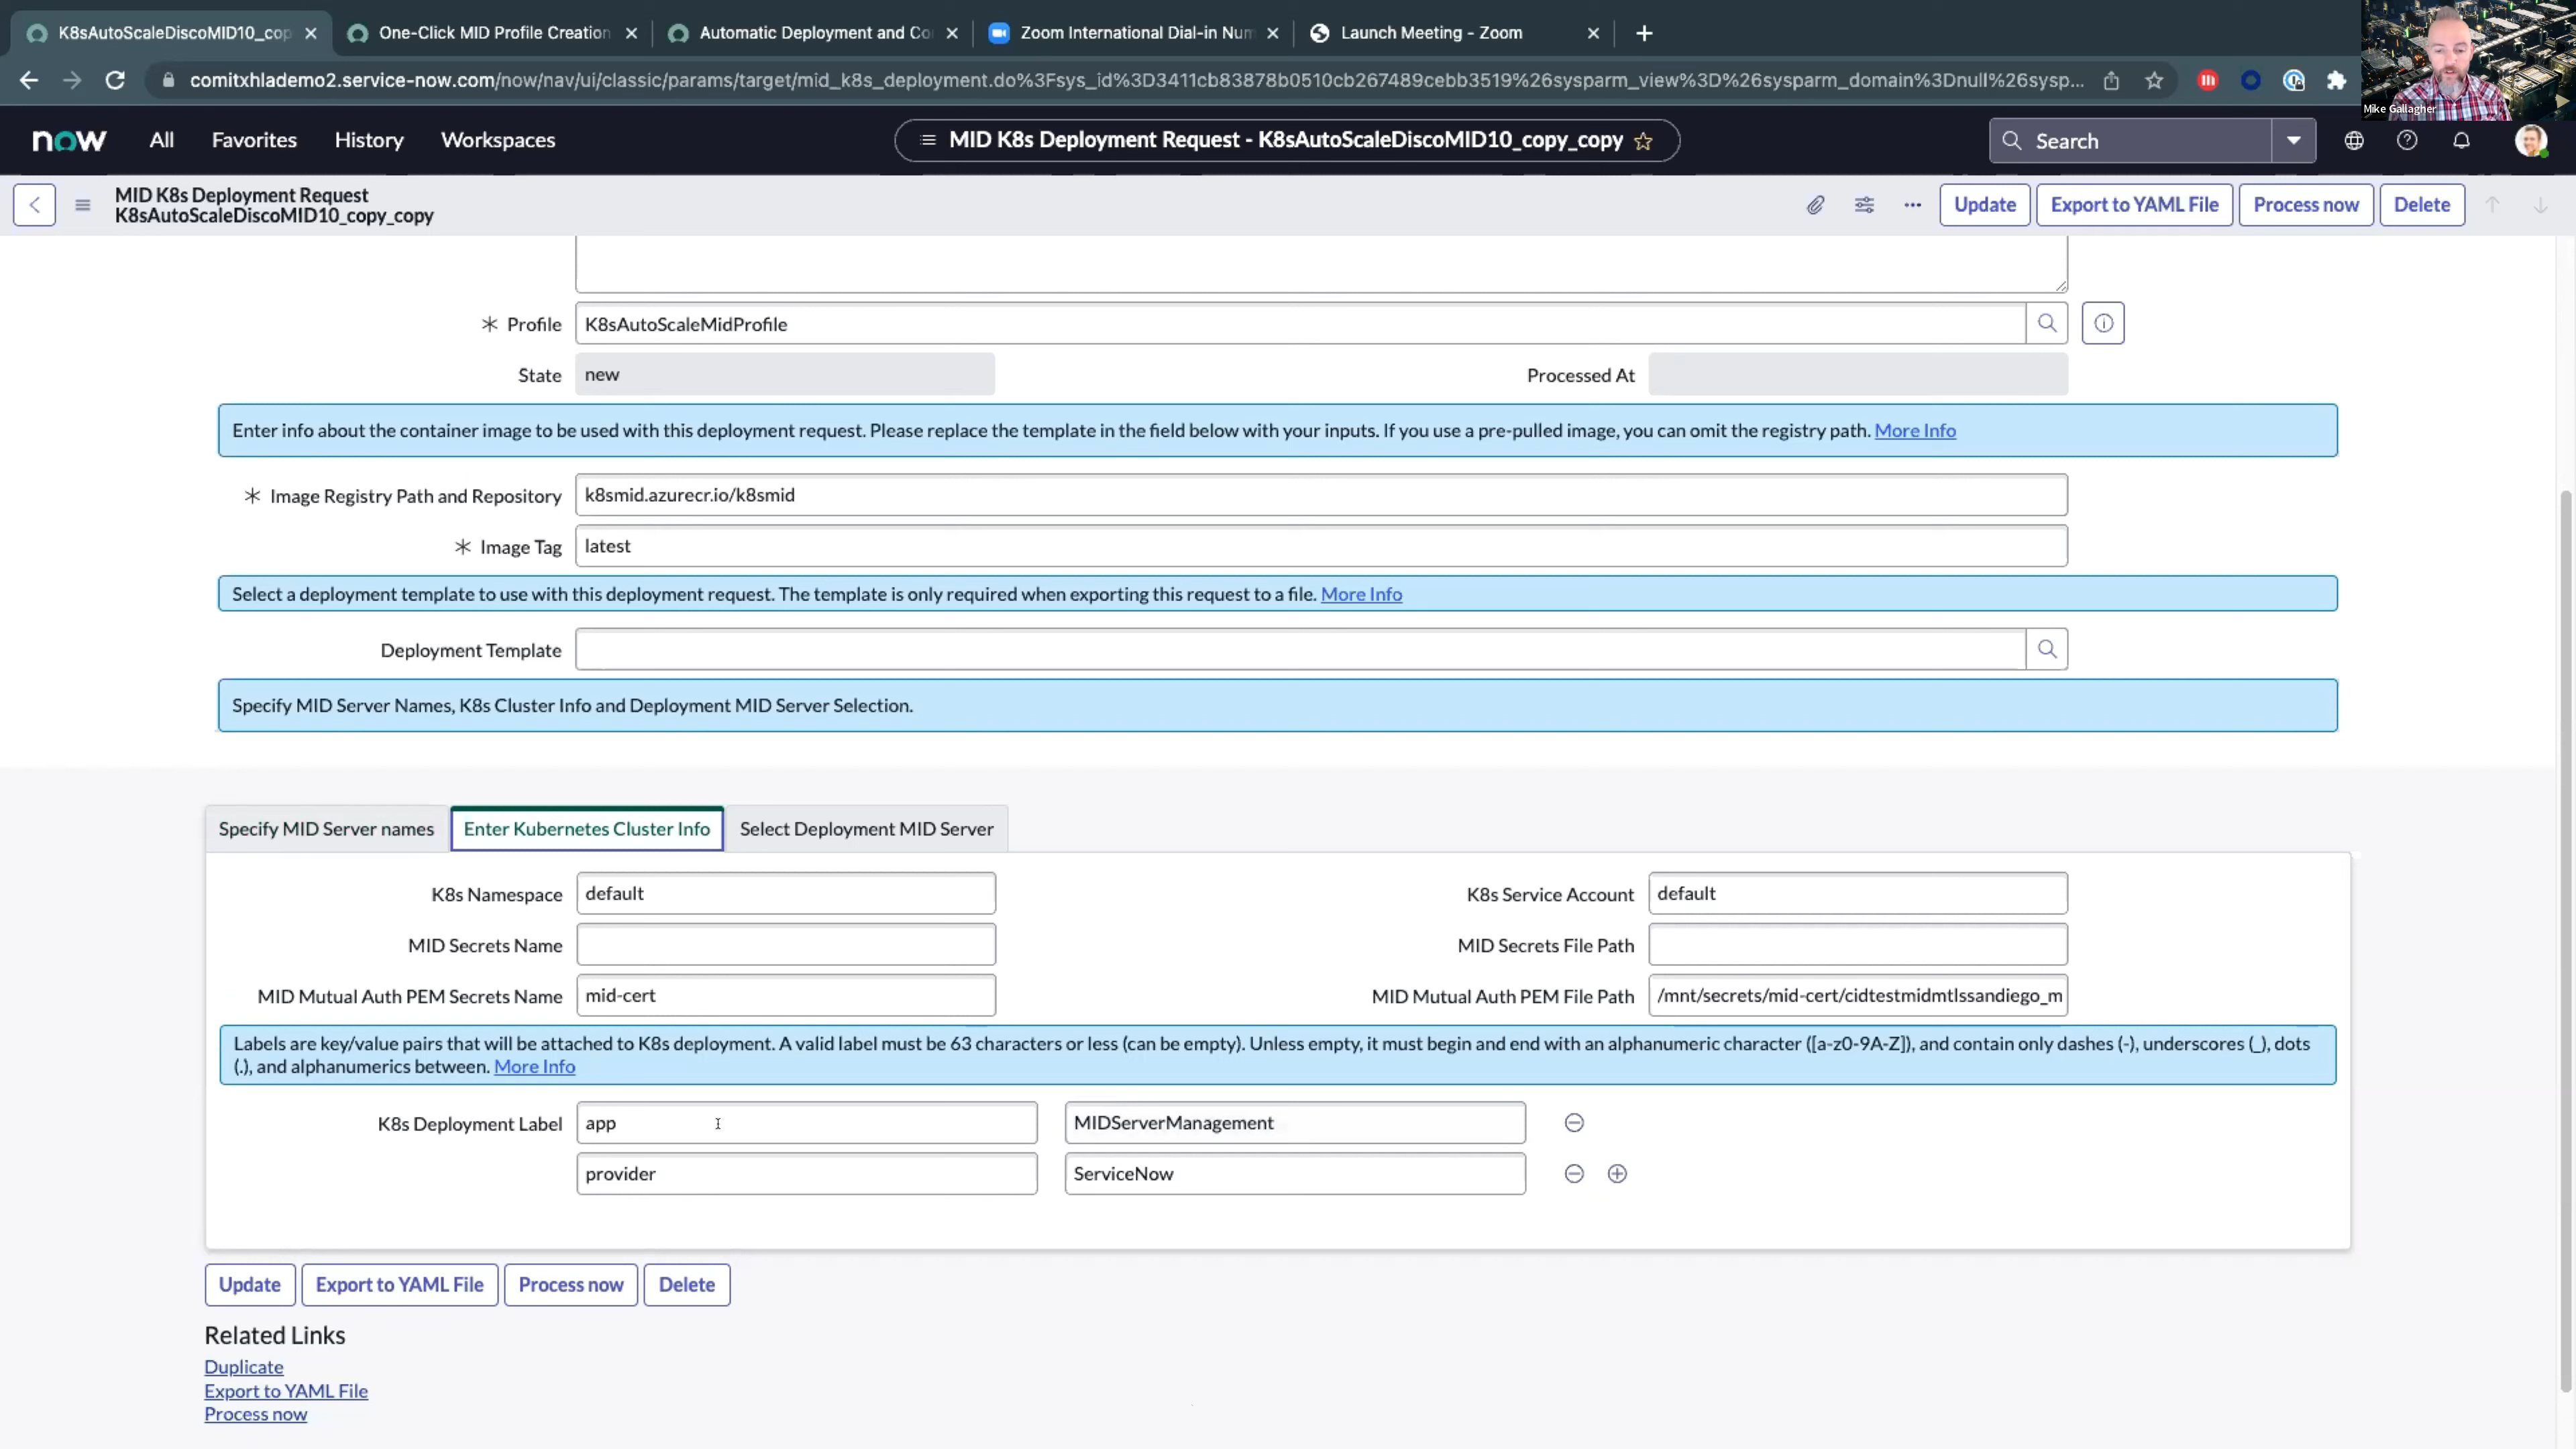 K8sAutoScaleDiscoMID10_cop
One-Click MID Profile Creation
Automatic Deployment and Co
Zoom International Dial-in Num
Launch Meeting - Zoom
comitxhlademo2.service-now.com/now/nav/ui/classic/params/target/mid_k8s_deployment.do%3Fsys_id%3D3411cb83878b0510cb267489cebb3519%26sysparm_view%3D%26sysparm_domain%3Dnull%26sysp...
Mike Gallagher
now
All
Favorites
History
Workspaces
MID K8s Deployment Request - K8sAutoScaleDiscoMID10_copy_copy
Search
MID K8s Deployment Request
K8sAutoScaleDiscoMID10_copy_copy
Update
Export to YAML File
Process now
Delete
Profile
K8sAutoScaleMidProfile
State
new
Processed At
Enter info about the container image to be used with this deployment request. Please replace the template in the field below with your inputs. If you use a pre-pulled image, you can omit the registry path. More Info
Image Registry Path and Repository
k8smid.azurecr.io/k8smid
Image Tag
latest
Select a deployment template to use with this deployment request. The template is only required when exporting this request to a file. More Info
Deployment Template
Specify MID Server Names, K8s Cluster Info and Deployment MID Server Selection.
Specify MID Server names
Enter Kubernetes Cluster Info
Select Deployment MID Server
K8s Namespace
default
K8s Service Account
default
MID Secrets Name
MID Secrets File Path
MID Mutual Auth PEM Secrets Name
mid-cert
MID Mutual Auth PEM File Path
/mnt/secrets/mid-cert/cidtestmidmtlssandiego_m
Labels are key/value pairs that will be attached to K8s deployment. A valid label must be 63 characters or less (can be empty). Unless empty, it must begin and end with an alphanumeric character ([a-z0-9A-Z]), and contain only dashes (-), underscores (_), dots
(.), and alphanumerics between. More Info
K8s Deployment Label
app
MIDServerManagement
provider
ServiceNow
Update
Export to YAML File
Process now
Delete
Related Links
Duplicate
Export to YAML File
Process now